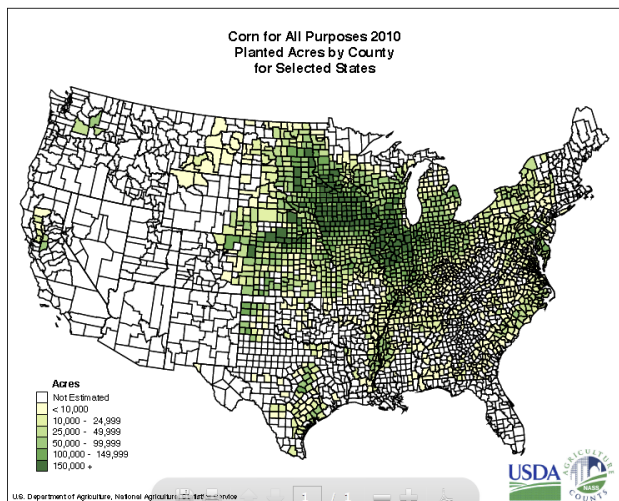 Corn for All Purposes 2010
Planted Acres by County
for Selected States
Acres
Not Estimated
< 10,000
10,000 - 24,999
25,000 - 49,999
50,000 - 99,999
100,000 - 149,999
150,000 +
U.S. Department of Agriculture, National Agricultural
1 1
USDA
AGRICULTURE
NASS
COUNTS